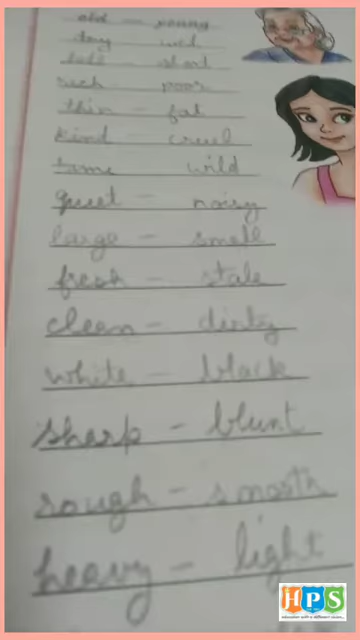 old - young
day wet
tall - short
rich - poor
thin - fat
kind - cruel
tame wild
quiet - noisy
large - small
fresh - stale
clean - dirty
white - black
sharp - blunt
rough - smooth
heavy - light
HPS